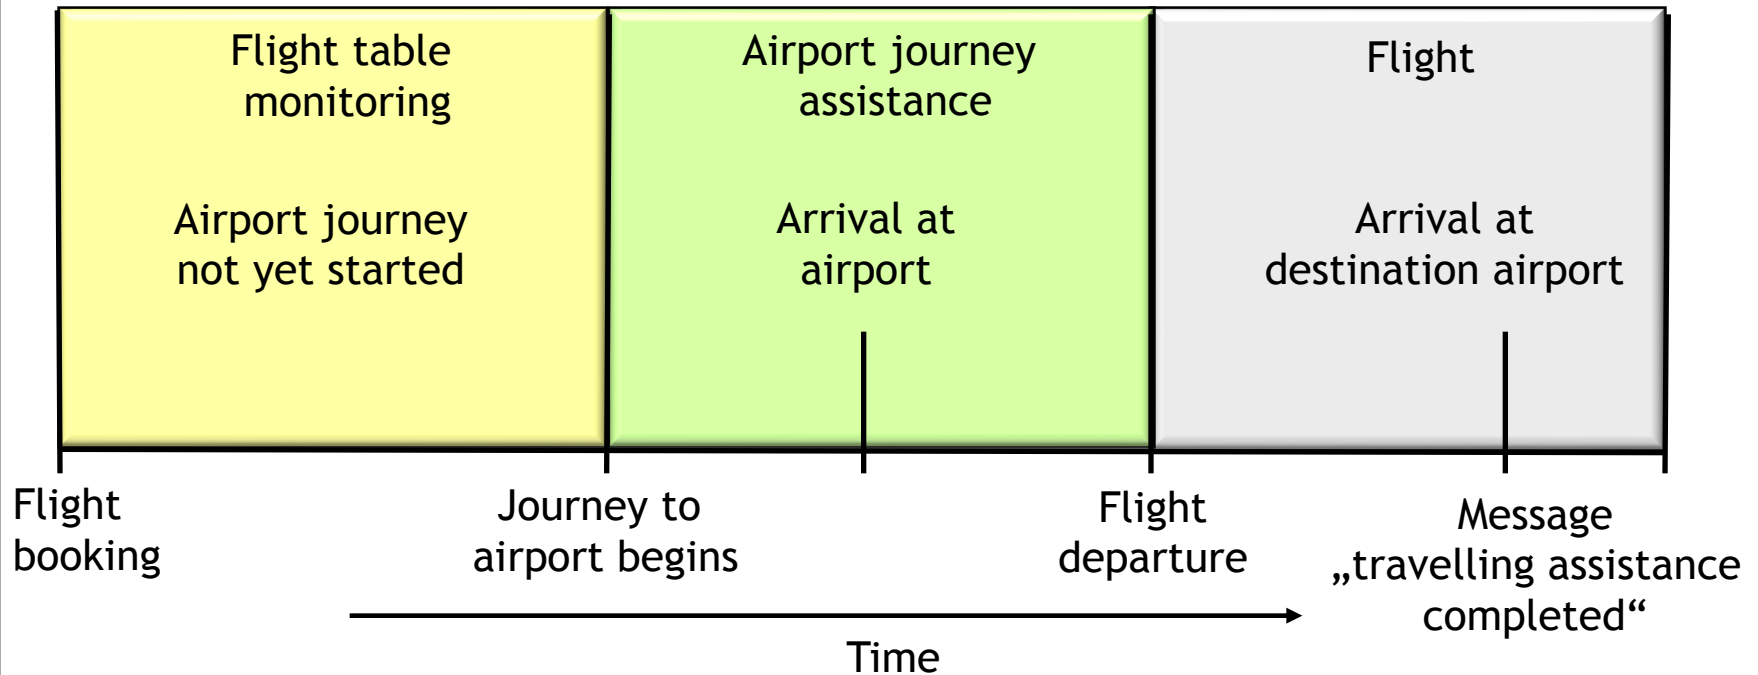 Flight table
monitoring
Airport journey
not yet started
Airport journey
assistance
Arrival at
airport
Flight
Arrival at
destination airport
Flight
booking
Journey to
airport begins
Flight
departure
Message
„travelling assistance
completed“
Time